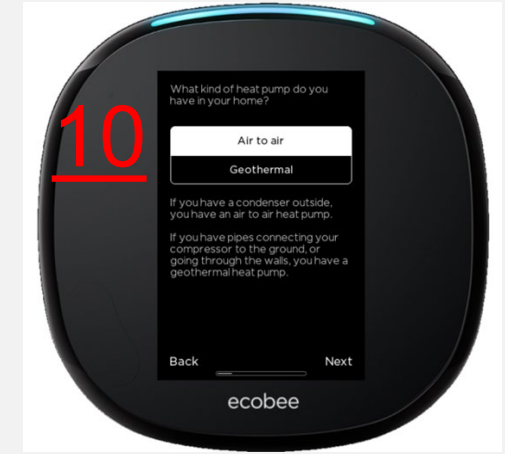 10
What kind of heat pump do you
have in your home?
Air to air
Geothermal
If you have a condenser outside,
you have an air to air heat pump.
If you have pipes connecting your
compressor to the ground, or
going through the walls, you have a
geothermal heat pump.
Back
Next
ecobee